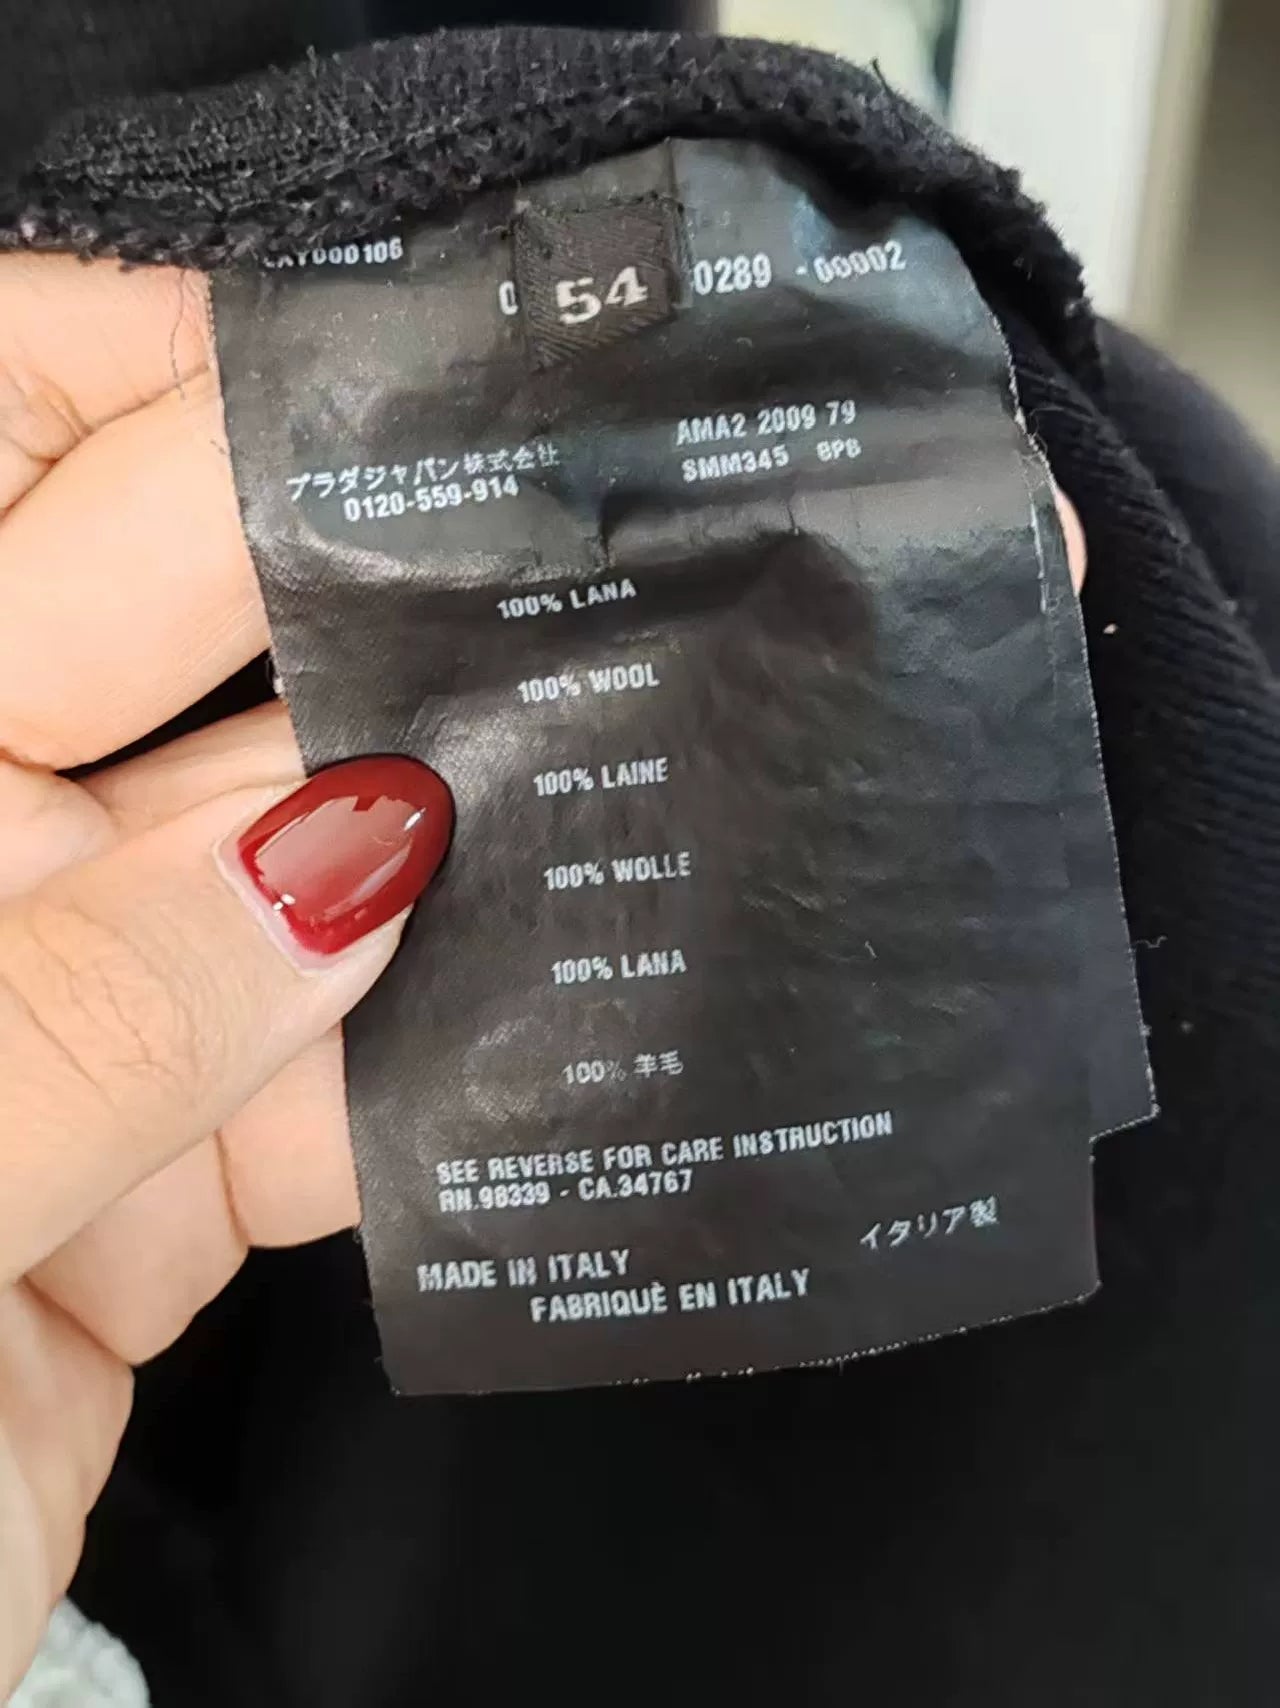 54
0289 -00002
プラダジャパン株式会社
0120-559-914
AMA2 2009 79
SMM345 8P8
100% LANA
100% WOOL
100% LAINE
100% WOLLE
100% LANA
100% 羊毛
SEE REVERSE FOR CARE INSTRUCTION
RN.98339 - CA.34767
イタリア製
MADE IN ITALY
FABRIQUÈ EN ITALY